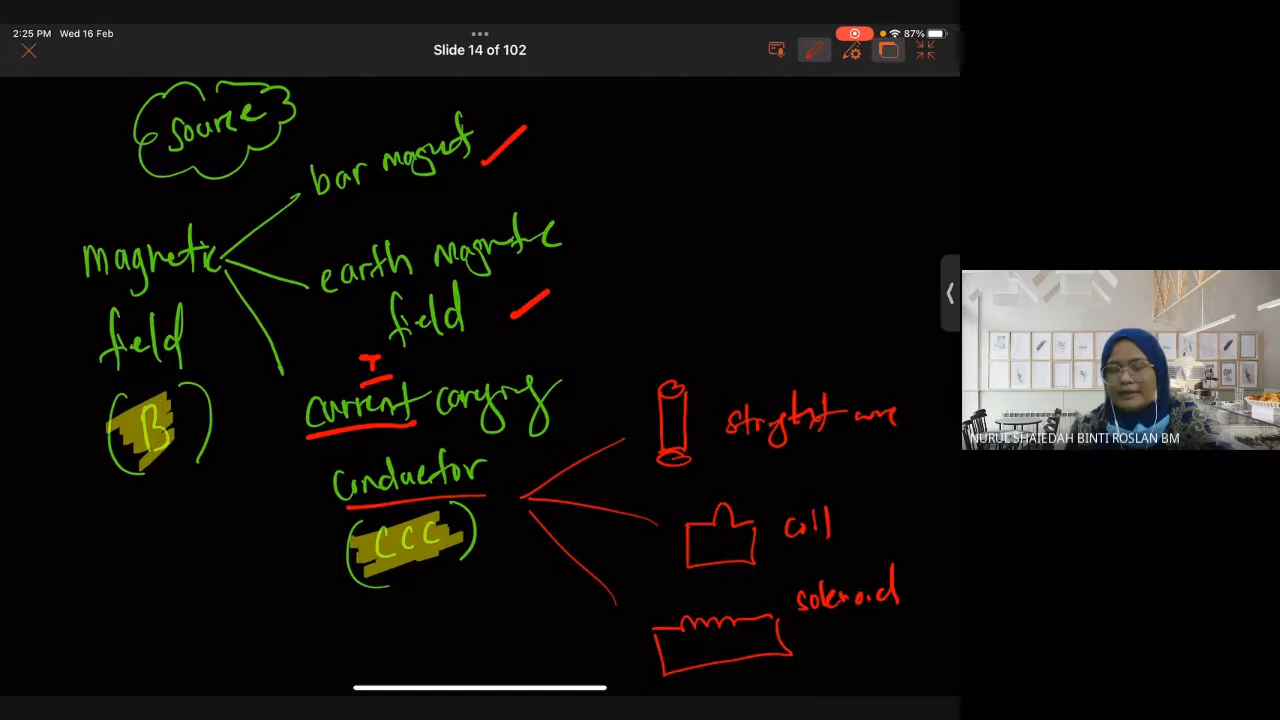 2:25 PM Wed 16 Feb
87%
Slide 14 of 102
source
bar magnet
magnetic
field
(B)
earth magnetic
field
I
current carrying
conductor
(CCC)
straight wire
coil
solenoid
NURUL SHAIEDAH BINTI ROSLAN BM